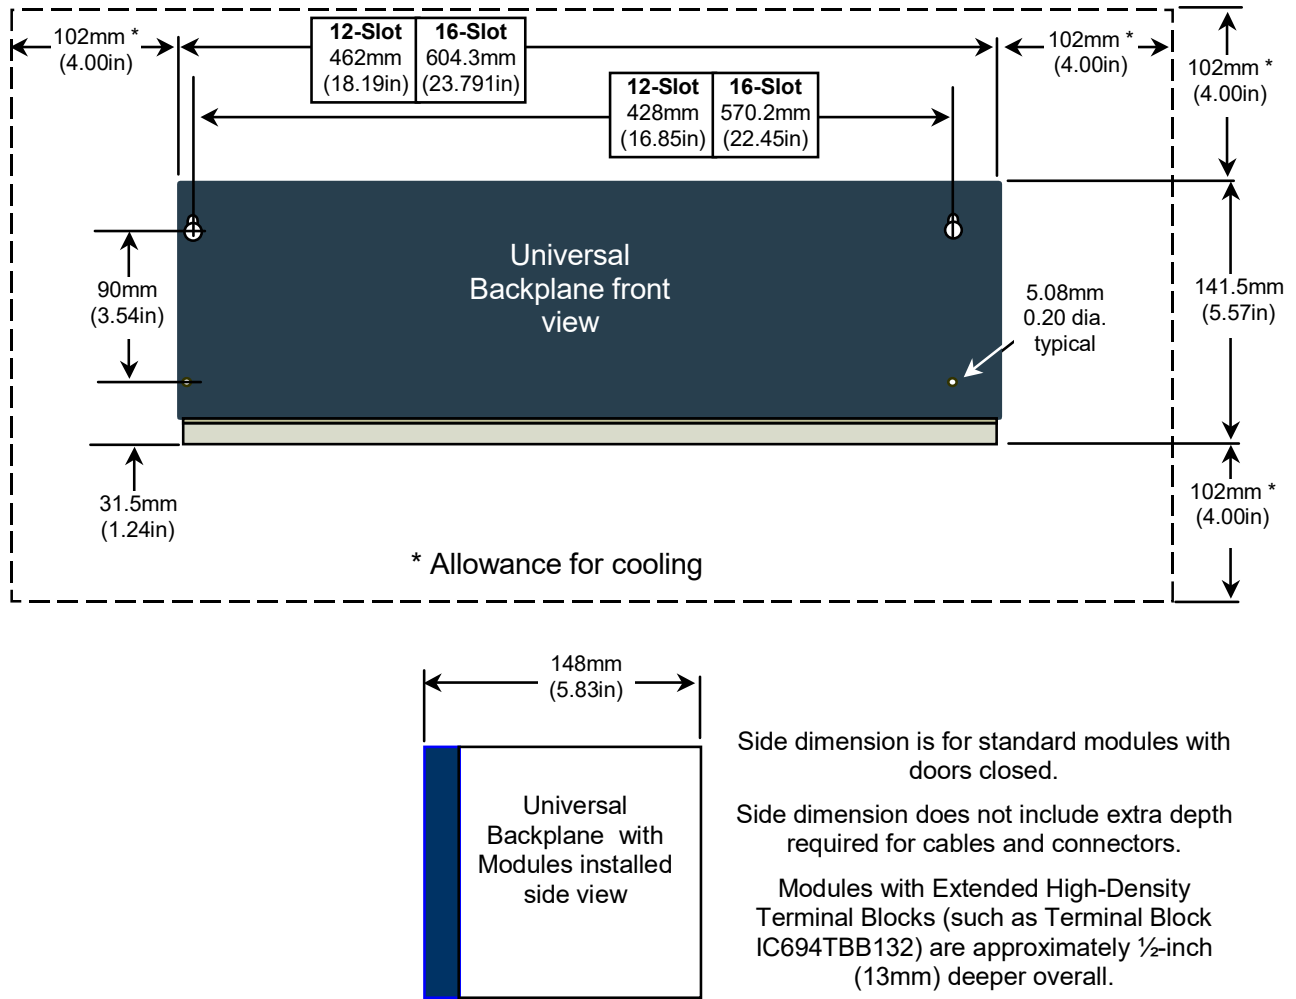 102mm *
(4.00in)
12-Slot
462mm
(18.19in)
16-Slot
604.3mm
(23.791in)
102mm *
(4.00in)
102mm *
(4.00in)
12-Slot
428mm
(16.85in)
16-Slot
570.2mm
(22.45in)
Universal
Backplane front
view
90mm
(3.54in)
5.08mm
0.20 dia.
typical
141.5mm
(5.57in)
31.5mm
(1.24in)
102mm *
(4.00in)
* Allowance for cooling
148mm
(5.83in)
Universal
Backplane with
Modules installed
side view
Side dimension is for standard modules with
doors closed.
Side dimension does not include extra depth
required for cables and connectors.
Modules with Extended High-Density
Terminal Blocks (such as Terminal Block
IC694TBB132) are approximately ½-inch
(13mm) deeper overall.